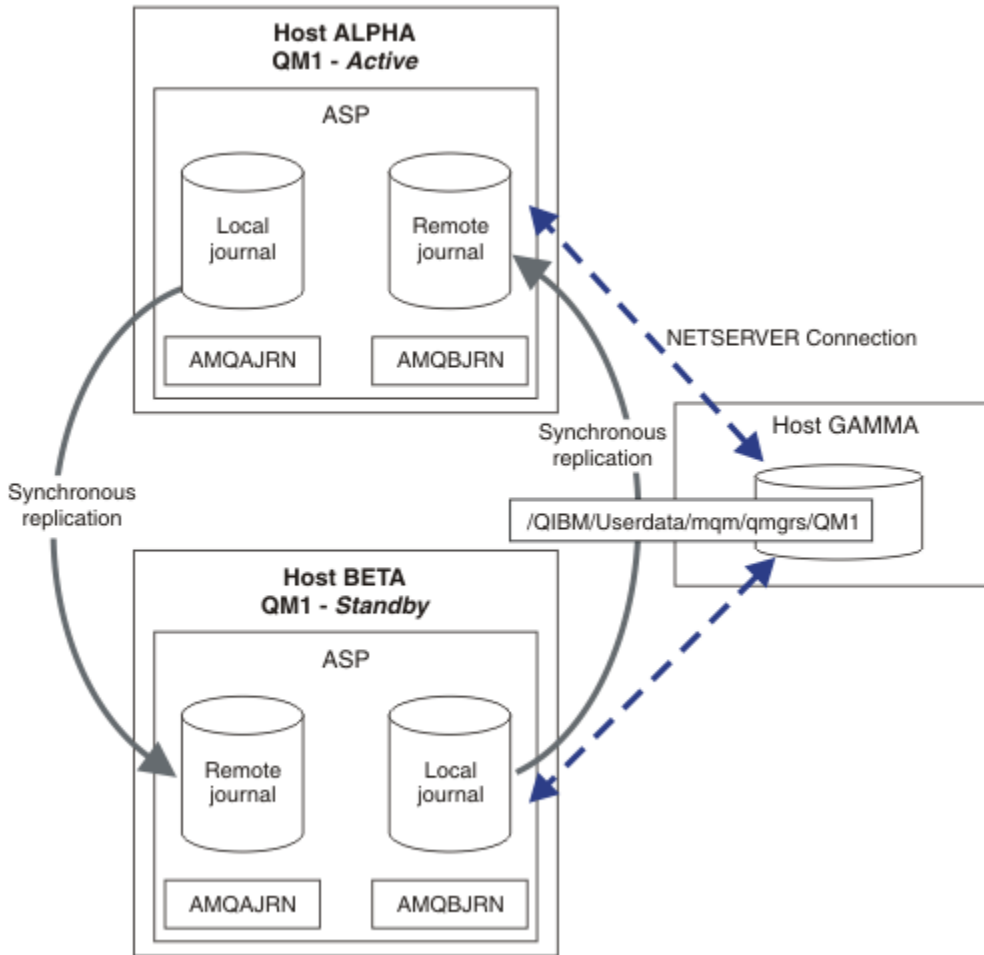 Host ALPHA
QM1 - Active
ASP
Local
journal
Remote
journal
AMQAJRN
AMQBJRN
NETSERVER Connection
Host GAMMA
/QIBM/Userdata/mqm/qmgrs/QM1
Synchronous
replication
Synchronous
replication
Host BETA
QM1 - Standby
ASP
Remote
journal
Local
journal
AMQAJRN
AMQBJRN